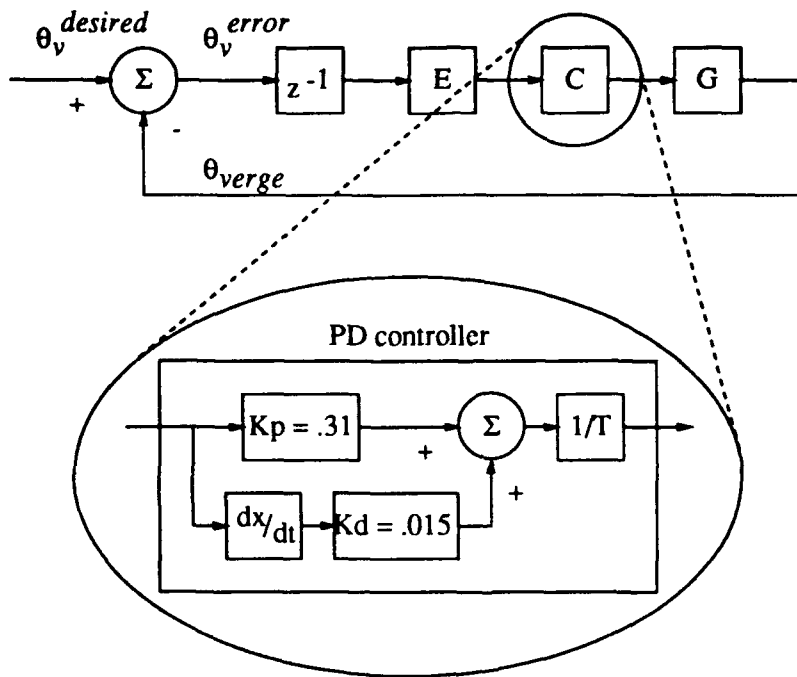 θv desired
θv error
+
Σ
-
z -1
E
C
G
θverge
PD controller
Kp = .31
+
Σ
1/T
+
dx/dt
Kd = .015